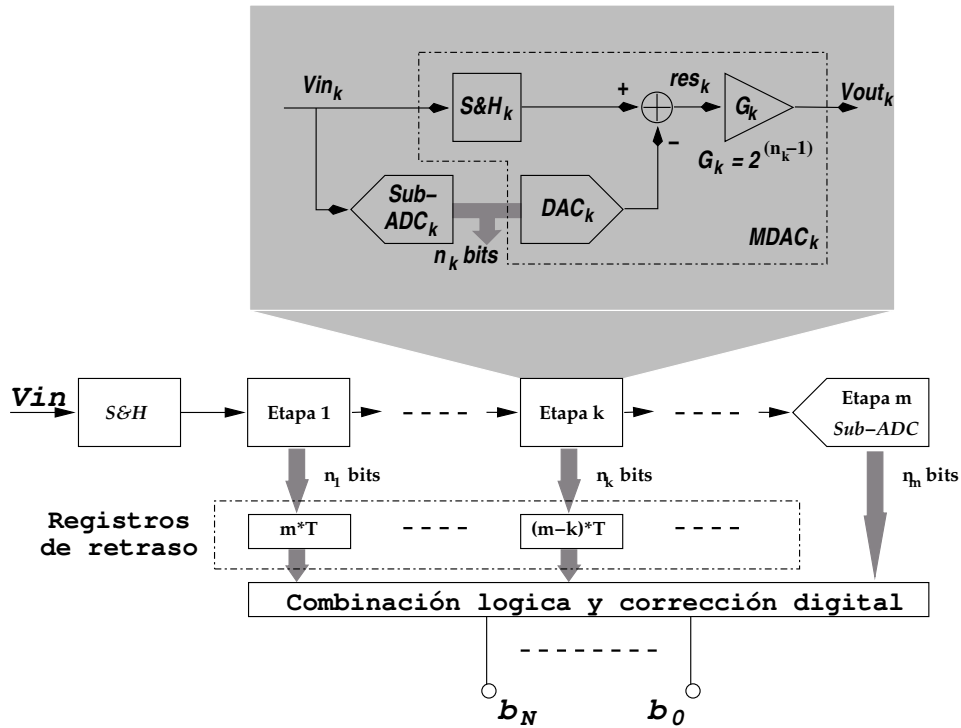 Vin_k
S&H_k
+
res_k
G_k
Vout_k
-
G_k = 2^(n_k-1)
Sub-
ADC_k
DAC_k
n_k bits
MDAC_k
Vin
S&H
Etapa 1
Etapa k
Etapa m
Sub-ADC
n_1 bits
n_k bits
n_m bits
Registros
de retraso
m*T
(m-k)*T
Combinación logica y corrección digital
b_N
b_0